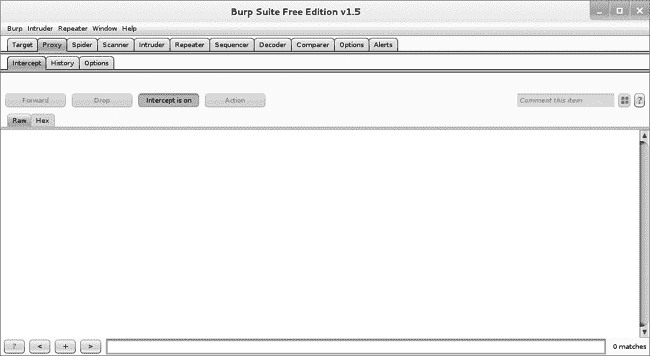 Burp Suite Free Edition v1.5
Burp Intruder Repeater Window Help
Target Proxy Spider Scanner Intruder Repeater Sequencer Decoder Comparer Options Alerts
Intercept History Options
Forward Drop Intercept is on Action Comment this item ?
Raw Hex
? < + > 0 matches